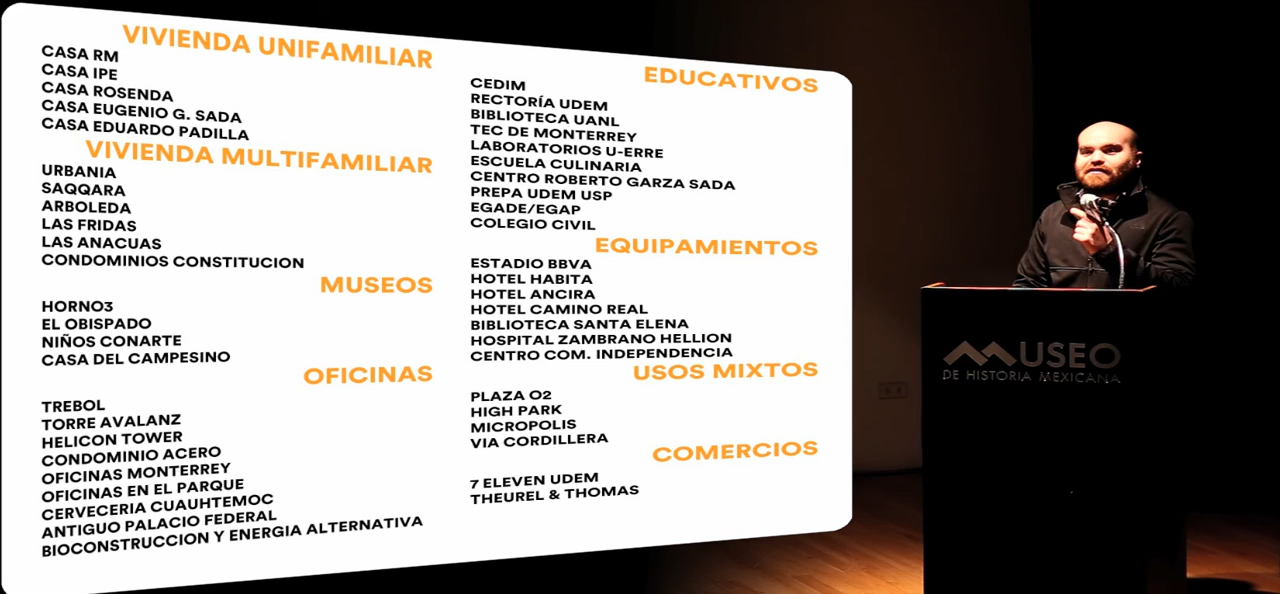 VIVIENDA UNIFAMILIAR
CASA RM
CASA IPE
CASA ROSENDA
CASA EUGENIO G. SADA
CASA EDUARDO PADILLA
VIVIENDA MULTIFAMILIAR
URBANIA
SAQQARA
ARBOLEDA
LAS FRIDAS
LAS ANACUAS
CONDOMINIOS CONSTITUCION
MUSEOS
HORNO3
EL OBISPADO
NIÑOS CONARTE
CASA DEL CAMPESINO
OFICINAS
TREBOL
TORRE AVALANZ
HELICON TOWER
CONDOMINIO ACERO
OFICINAS MONTERREY
OFICINAS EN EL PARQUE
CERVECERIA CUAUHTEMOC
ANTIGUO PALACIO FEDERAL
BIOCONSTRUCCION Y ENERGIA ALTERNATIVA
EDUCATIVOS
CEDIM
RECTORÍA UDEM
BIBLIOTECA UANL
TEC DE MONTERREY
LABORATORIOS U-ERRE
ESCUELA CULINARIA
CENTRO ROBERTO GARZA SADA
PREPA UDEM USP
EGADE/EGAP
COLEGIO CIVIL
EQUIPAMIENTOS
ESTADIO BBVA
HOTEL HABITA
HOTEL ANCIRA
HOTEL CAMINO REAL
BIBLIOTECA SANTA ELENA
HOSPITAL ZAMBRANO HELLION
CENTRO COM. INDEPENDENCIA
USOS MIXTOS
PLAZA O2
HIGH PARK
MICROPOLIS
VIA CORDILLERA
COMERCIOS
7 ELEVEN UDEM
THEUREL & THOMAS
MUSEO
DE HISTORIA MEXICANA